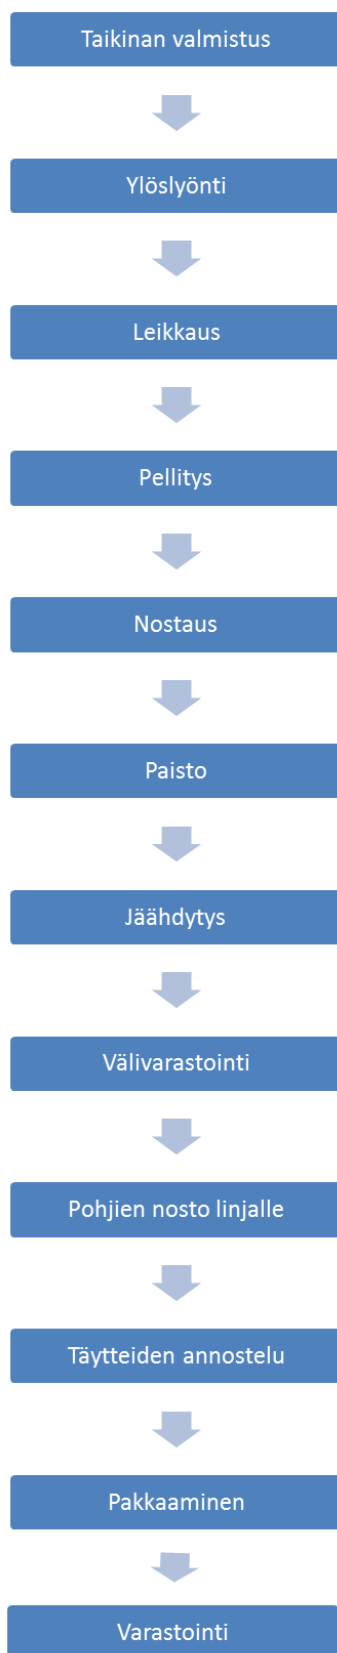 Taikinan valmistus
Ylöslyönti
Leikkaus
Pellitys
Nostaus
Paisto
Jäähdytys
Välivarastointi
Pohjien nosto linjalle
Täytteiden annostelu
Pakkaaminen
Varastointi